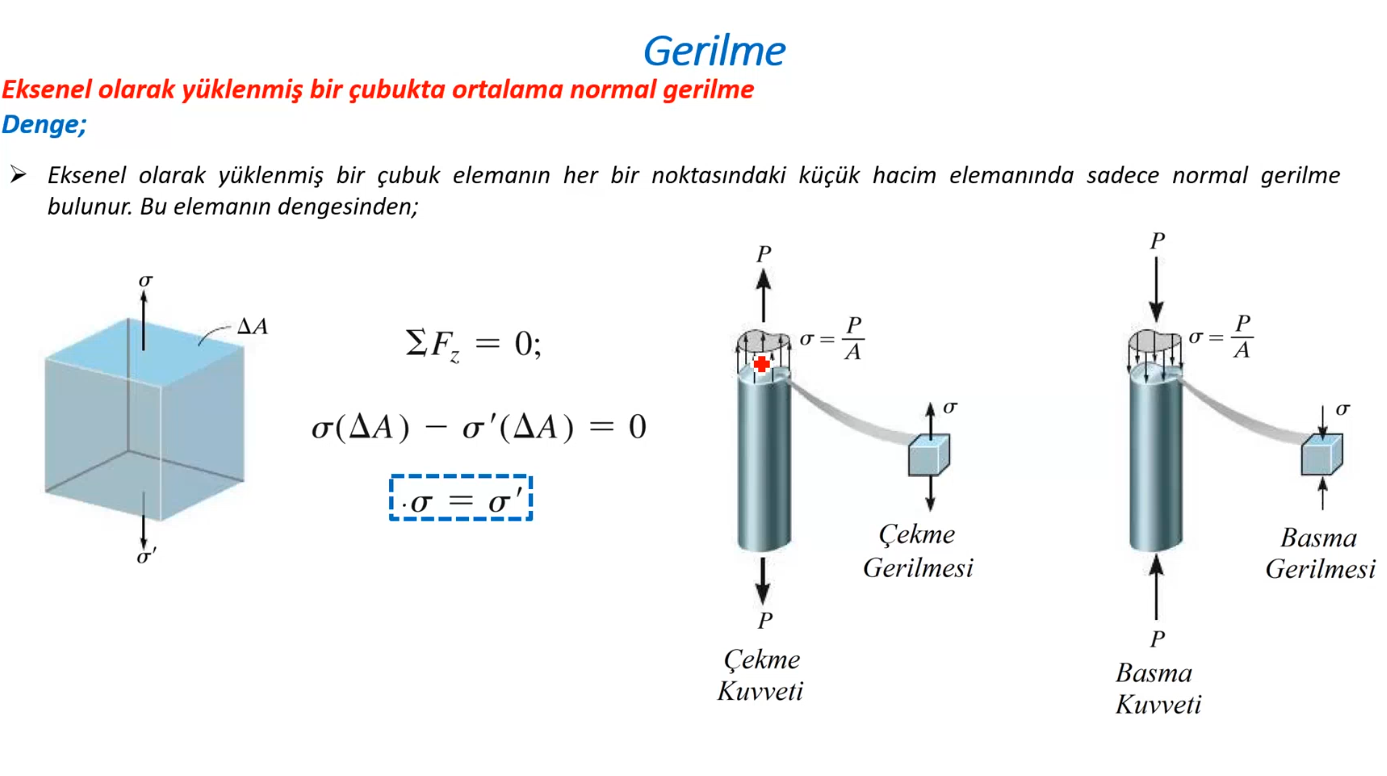 Gerilme
Eksenel olarak yüklenmiş bir çubukta ortalama normal gerilme
Denge;
➢ Eksenel olarak yüklenmiş bir çubuk elemanın her bir noktasındaki küçük hacim elemanında sadece normal gerilme
bulunur. Bu elemanın dengesinden;
σ
ΔA
σ′
ΣF_z = 0;
σ(ΔA) − σ′(ΔA) = 0
σ = σ′
P
σ = P/A
σ
Çekme
Gerilmesi
P
Çekme
Kuvveti
P
σ = P/A
σ
Basma
Gerilmesi
P
Basma
Kuvveti